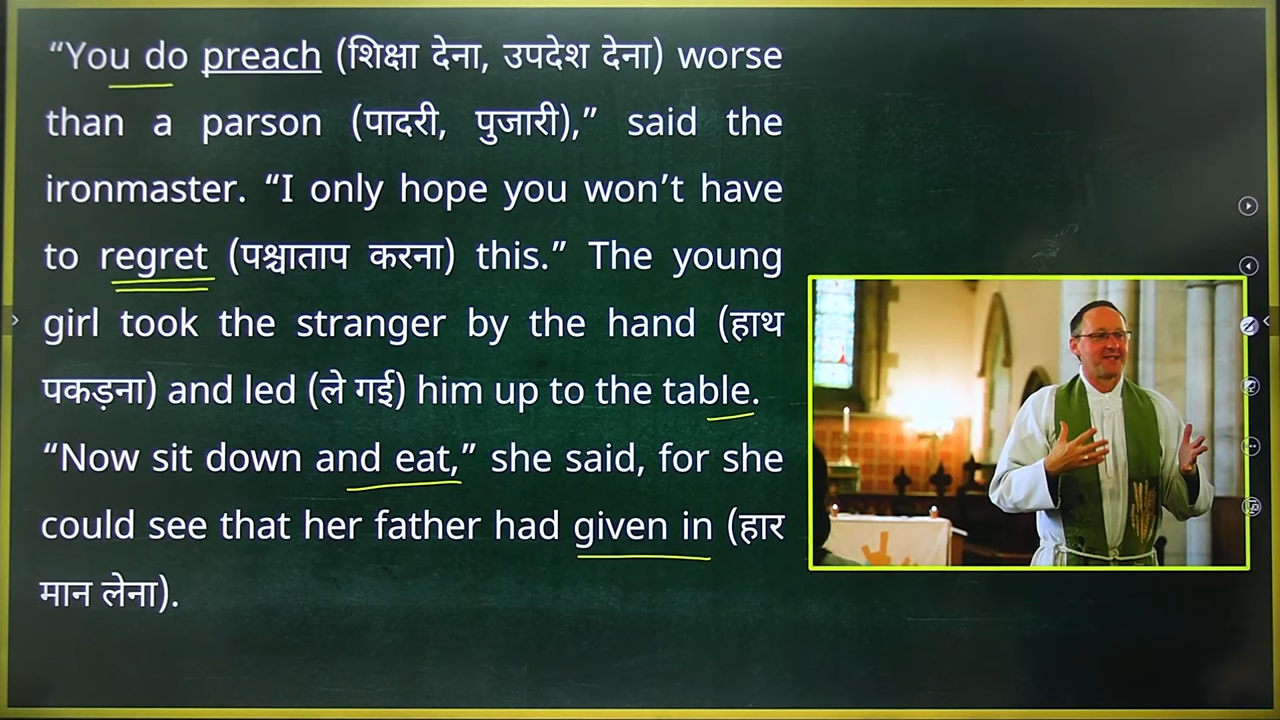 “You do preach (शिक्षा देना, उपदेश देना) worse
than a parson (पादरी, पुजारी),” said the
ironmaster. “I only hope you won’t have
to regret (पश्चाताप करना) this.” The young
girl took the stranger by the hand (हाथ
पकड़ना) and led (ले गई) him up to the table.
“Now sit down and eat,” she said, for she
could see that her father had given in (हार
मान लेना).